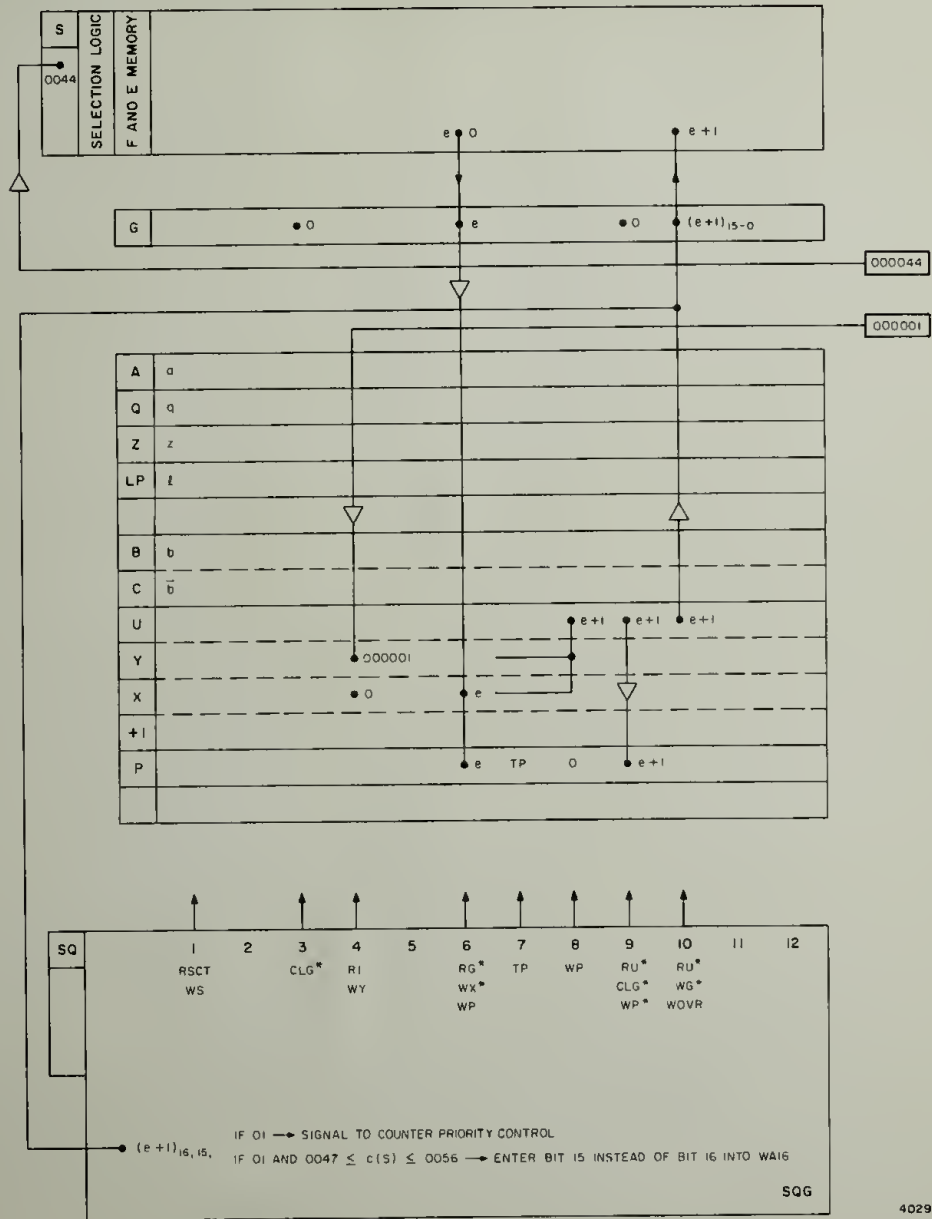 S
0044
SELECTION LOGIC
F AND E MEMORY
e 0
e+1
G
0
e
0
(e+1)15-0
000044
000001
A a
Q q
Z z
LP ℓ
B b
C b̄
U e+1 e+1 e+1
Y 000001
X 0 e
+1
P e TP 0 e+1
SQ
1 2 3 4 5 6 7 8 9 10 11 12
RSCT CLG* RI RG* TP WP RU* RU*
WS WY WX* CLG* WG*
WP WP* WOVR
IF 01 → SIGNAL TO COUNTER PRIORITY CONTROL
(e+1)16,15,
IF 01 AND 0047 ≤ c(S) ≤ 0056 → ENTER BIT 15 INSTEAD OF BIT 16 INTO WA16
SQG
4029